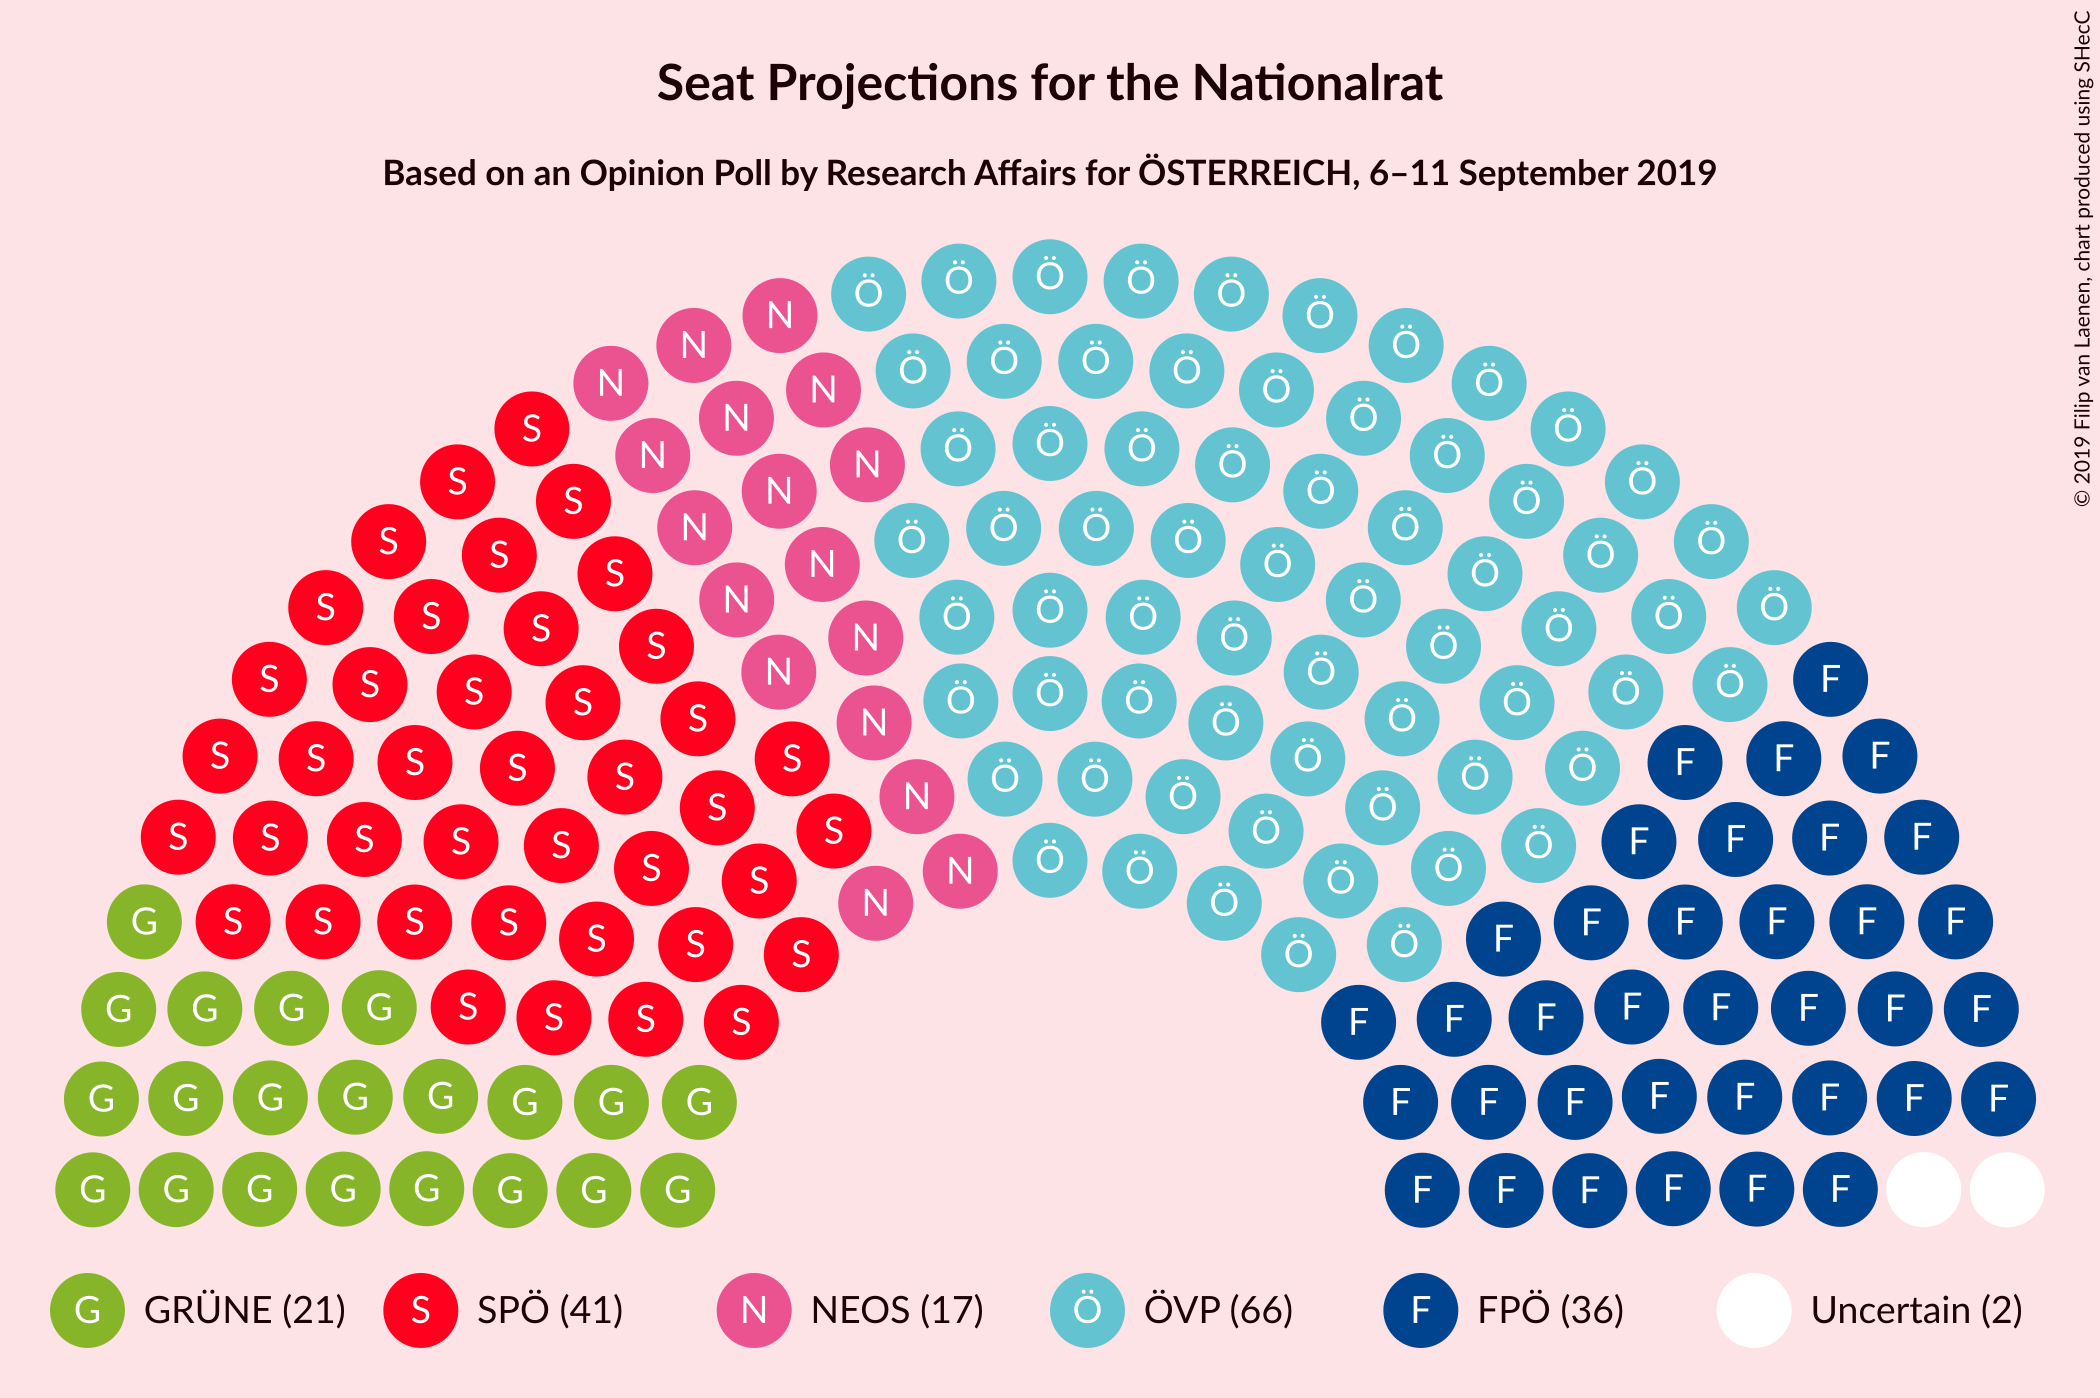 Seat Projections for the Nationalrat
Based on an Opinion Poll by Research Affairs for ÖSTERREICH, 6–11 September 2019
© 2019 Filip van Laenen, chart produced using SHecC
Ö Ö Ö Ö Ö
N N Ö Ö
N Ö Ö Ö Ö Ö Ö
N N Ö Ö
S N Ö Ö Ö Ö Ö
S N N Ö Ö Ö
S N N Ö Ö Ö Ö Ö Ö
S S N Ö Ö Ö Ö Ö Ö Ö
S S S N N Ö Ö Ö Ö Ö Ö Ö
S S S N Ö Ö Ö Ö Ö Ö Ö
S S S S N Ö Ö Ö Ö Ö Ö Ö F
S S N Ö Ö Ö
S S S S S S Ö Ö Ö F F F
S N Ö Ö Ö Ö
S S S S S S S Ö Ö F F F F
S S N Ö Ö Ö Ö
G S S S S N N Ö Ö F F F F F
S S S Ö Ö F
G G G G S S S S F F F F F F F F
G G G G G G G G F F F F F F F F
G G G G G G G G F F F F F F
G GRÜNE (21) S SPÖ (41) N NEOS (17) Ö ÖVP (66) F FPÖ (36) Uncertain (2)